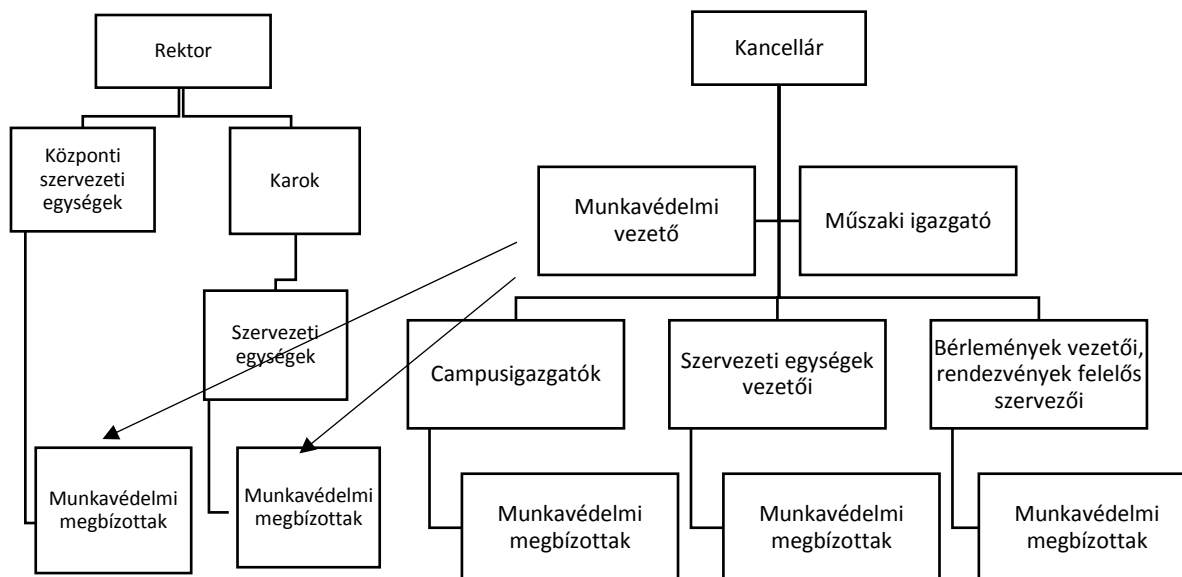 Rektor
Kancellár
Központi
szervezeti
egységek
Karok
Munkavédelmi
vezető
Műszaki igazgató
Szervezeti
egységek
Campusigazgatók
Szervezeti egységek
vezetői
Bérlemények vezetői,
rendezvények felelős
szervezői
Munkavédelmi
megbízottak
Munkavédelmi
megbízottak
Munkavédelmi
megbízottak
Munkavédelmi
megbízottak
Munkavédelmi
megbízottak